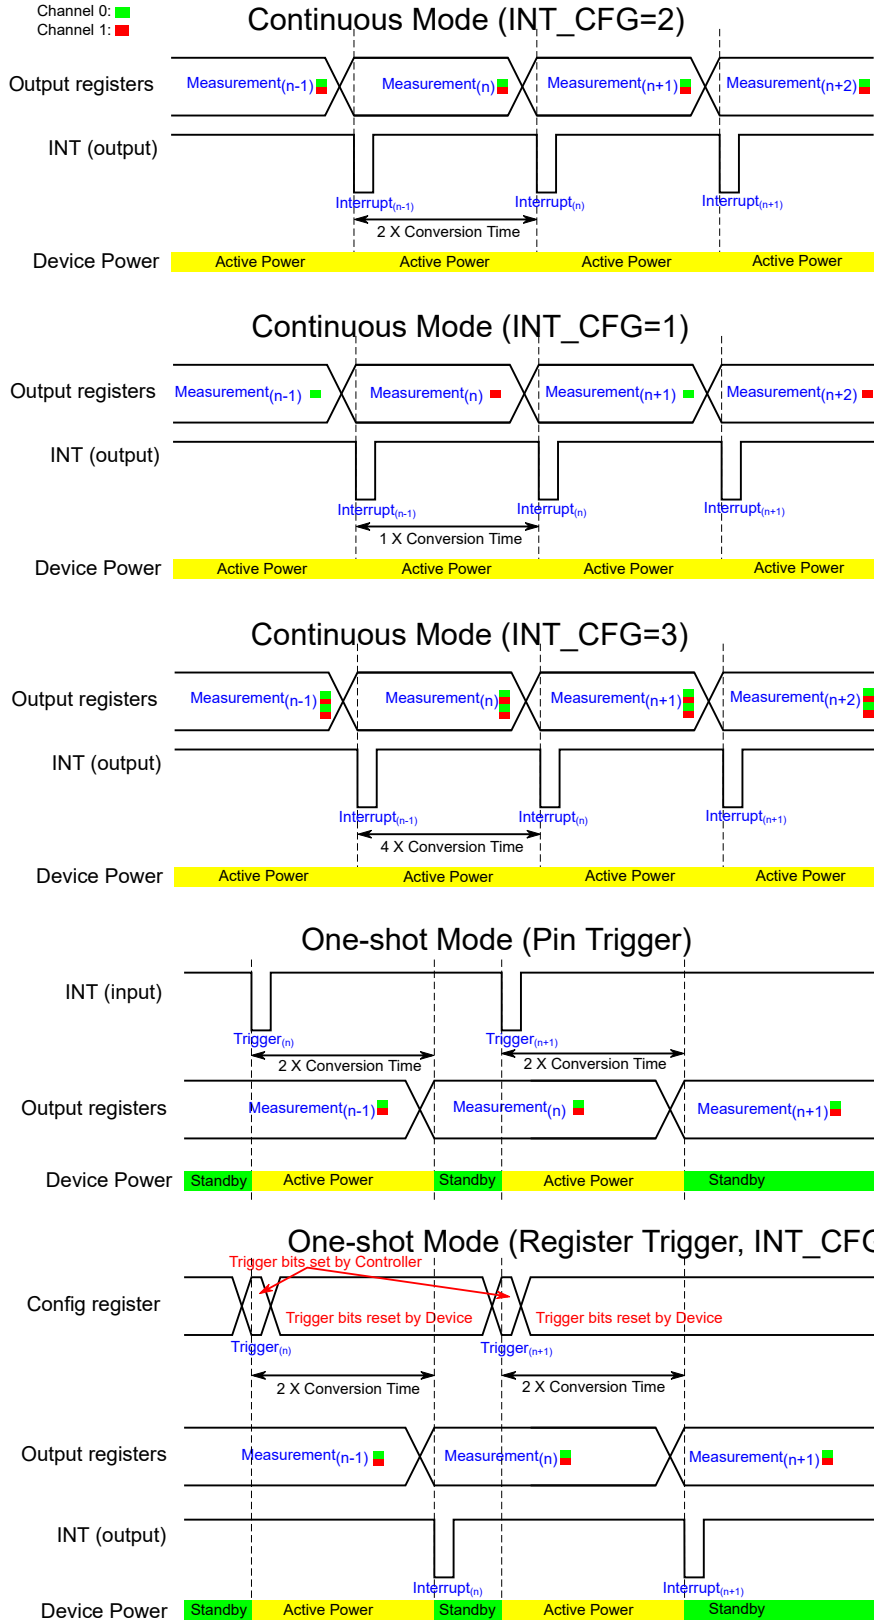 Channel 0:
Channel 1:
Continuous Mode (INT_CFG=2)
Output registers
Measurement(n-1)
Measurement(n)
Measurement(n+1)
Measurement(n+2)
INT (output)
Interrupt(n-1)
Interrupt(n)
Interrupt(n+1)
2 X Conversion Time
Device Power
Active Power
Active Power
Active Power
Active Power
Continuous Mode (INT_CFG=1)
Output registers
Measurement(n-1)
Measurement(n)
Measurement(n+1)
Measurement(n+2)
INT (output)
Interrupt(n-1)
Interrupt(n)
Interrupt(n+1)
1 X Conversion Time
Device Power
Active Power
Active Power
Active Power
Active Power
Continuous Mode (INT_CFG=3)
Output registers
Measurement(n-1)
Measurement(n)
Measurement(n+1)
Measurement(n+2)
INT (output)
Interrupt(n-1)
Interrupt(n)
Interrupt(n+1)
4 X Conversion Time
Device Power
Active Power
Active Power
Active Power
Active Power
One-shot Mode (Pin Trigger)
INT (input)
Trigger(n)
Trigger(n+1)
2 X Conversion Time
2 X Conversion Time
Output registers
Measurement(n-1)
Measurement(n)
Measurement(n+1)
Device Power
Standby
Active Power
Standby
Active Power
Standby
One-shot Mode (Register Trigger, INT_CFG
Trigger bits set by Controller
Config register
Trigger bits reset by Device
Trigger bits reset by Device
Trigger(n)
Trigger(n+1)
2 X Conversion Time
2 X Conversion Time
Output registers
Measurement(n-1)
Measurement(n)
Measurement(n+1)
INT (output)
Interrupt(n)
Interrupt(n+1)
Device Power
Standby
Active Power
Standby
Active Power
Standby